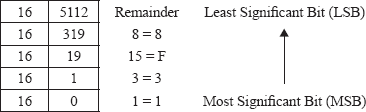 16 5112 Remainder Least Significant Bit (LSB)
16 319 8 = 8
16 19 15 = F
16 1 3 = 3
16 0 1 = 1 Most Significant Bit (MSB)